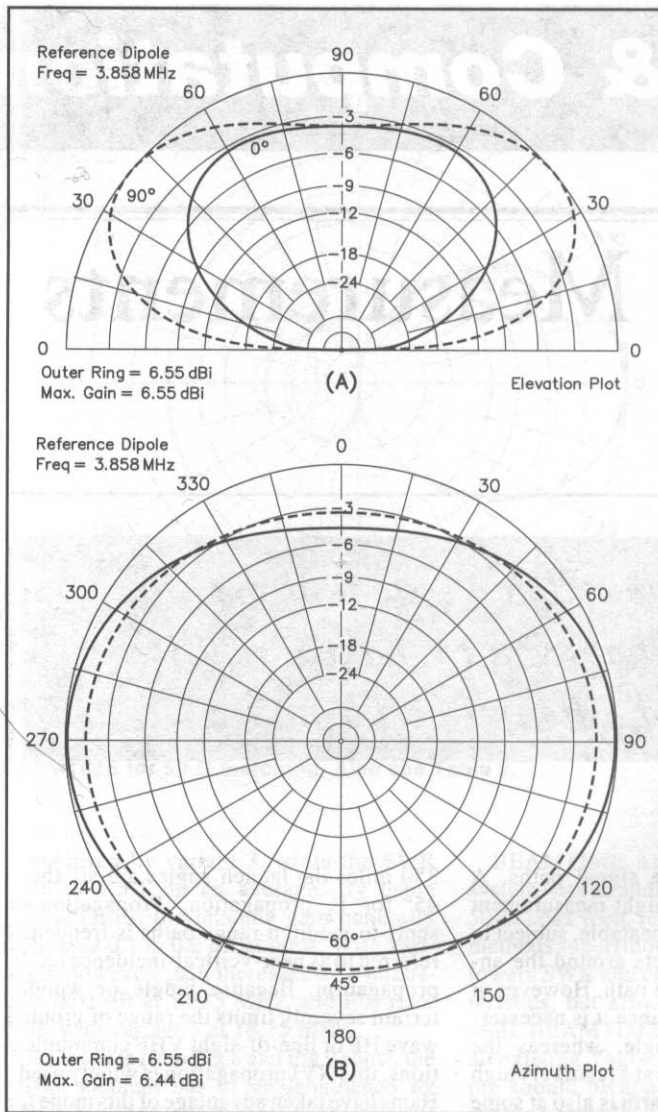 Reference Dipole
Freq = 3.858 MHz
90
60
60
-3
0°
-6
30
90°
-9
30
-12
-18
-24
0
0
Outer Ring = 6.55 dBi
Max. Gain = 6.55 dBi
(A)
Elevation Plot
Reference Dipole
Freq = 3.858 MHz
0
330
30
-3
-6
300
-9
60
-12
-18
-24
270
90
240
120
60°
45°
210
150
180
Outer Ring = 6.55 dBi
Max. Gain = 6.44 dBi
(B)
Azimuth Plot